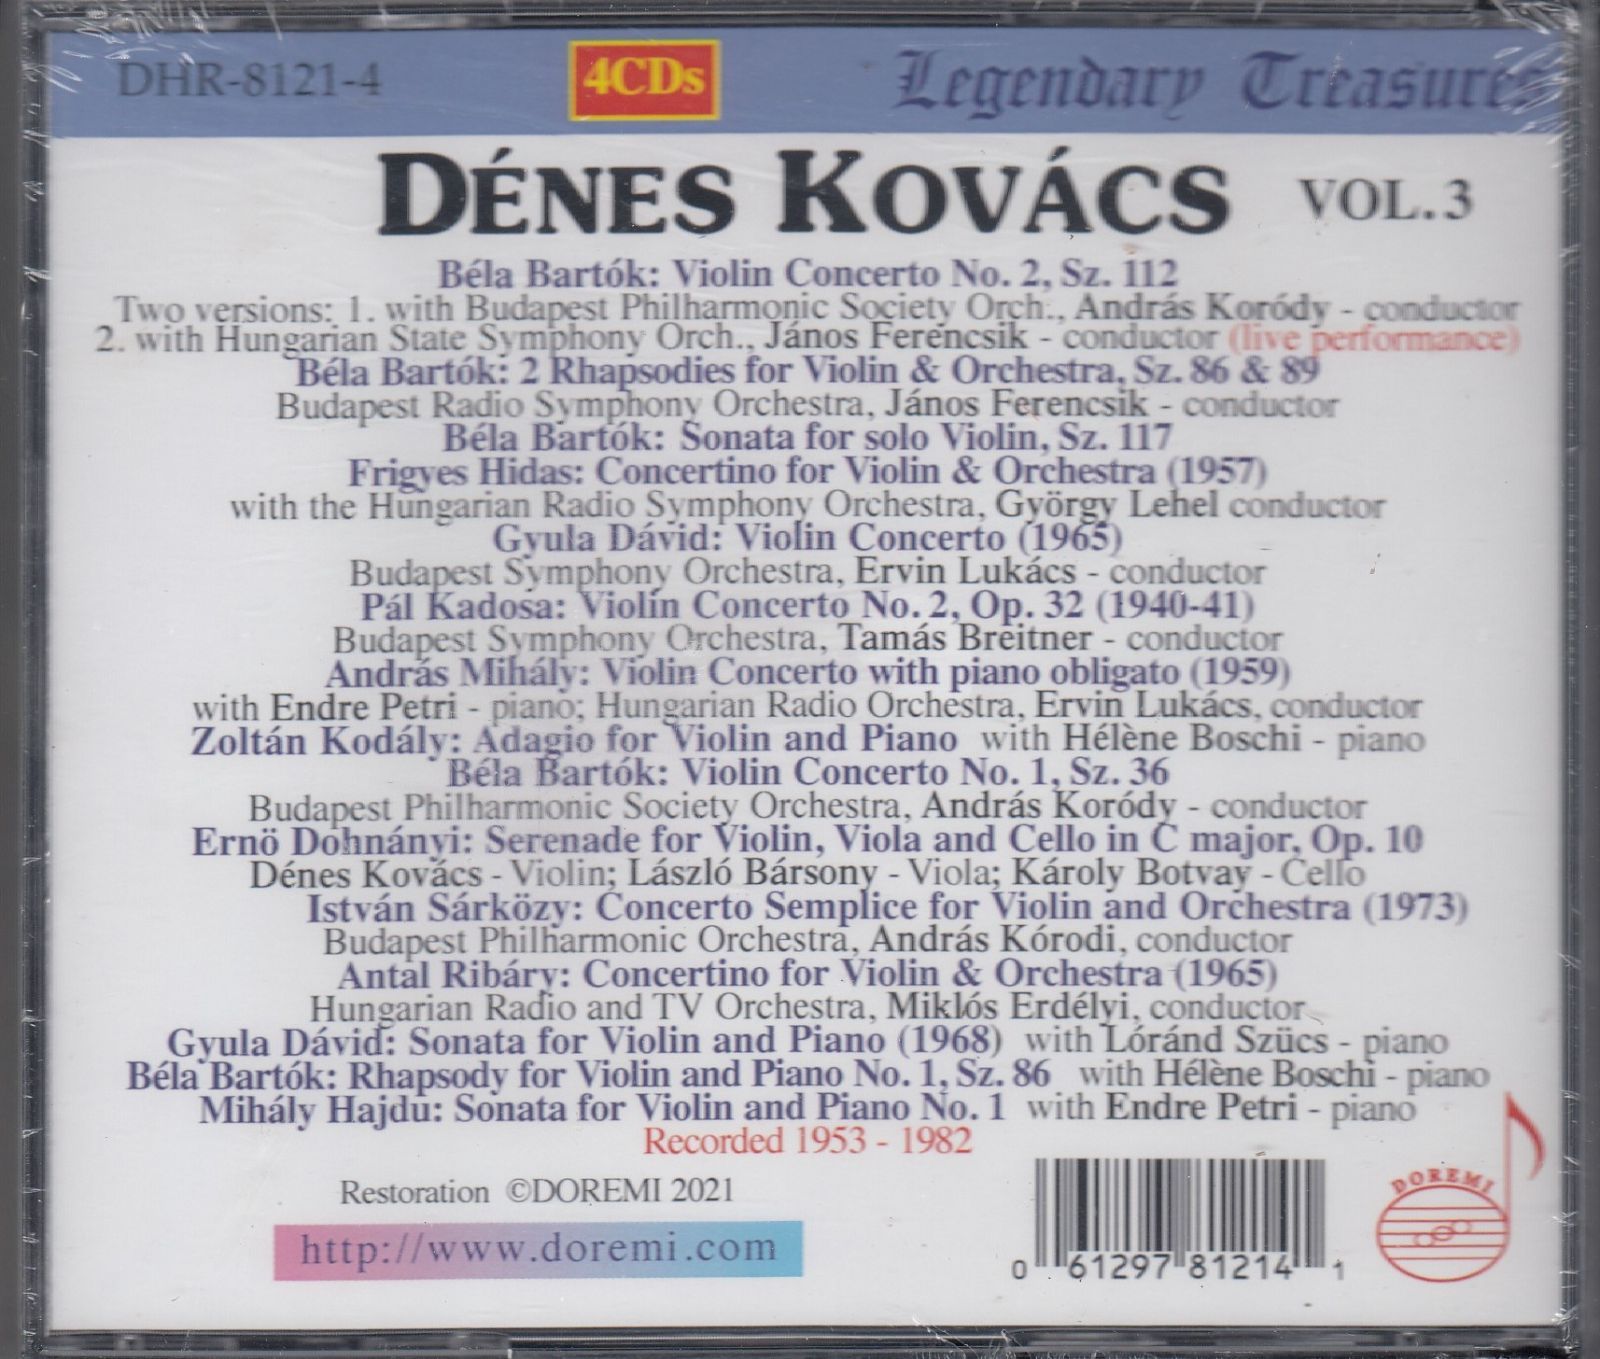 DHR-8121-4
4CDs
Legendary Treasures
DÉNES KOVÁCS VOL.3
Béla Bartók: Violin Concerto No. 2, Sz. 112
Two versions: 1. with Budapest Philharmonic Society Orch., András Koródy - conductor
2. with Hungarian State Symphony Orch., János Ferencsik - conductor (live performance)
Béla Bartók: 2 Rhapsodies for Violin & Orchestra, Sz. 86 & 89
Budapest Radio Symphony Orchestra, János Ferencsik - conductor
Béla Bartók: Sonata for solo Violin, Sz. 117
Frigyes Hidas: Concertino for Violin & Orchestra (1957)
with the Hungarian Radio Symphony Orchestra, György Lehel conductor
Gyula Dávid: Violin Concerto (1965)
Budapest Symphony Orchestra, Ervin Lukács - conductor
Pál Kadosa: Violin Concerto No. 2, Op. 32 (1940-41)
Budapest Symphony Orchestra, Tamás Breitner - conductor
András Mihály: Violin Concerto with piano obligato (1959)
with Endre Petri - piano; Hungarian Radio Orchestra, Ervin Lukács, conductor
Zoltán Kodály: Adagio for Violin and Piano with Hélène Boschi - piano
Béla Bartók: Violin Concerto No. 1, Sz. 36
Budapest Philharmonic Society Orchestra, András Koródy - conductor
Ernö Dohnányi: Serenade for Violin, Viola and Cello in C major, Op. 10
Dénes Kovács - Violin; László Bársony - Viola; Károly Botvay - Cello
István Sárközy: Concerto Semplice for Violin and Orchestra (1973)
Budapest Philharmonic Orchestra, András Kórodi, conductor
Antal Ribáry: Concertino for Violin & Orchestra (1965)
Hungarian Radio and TV Orchestra, Miklós Erdélyi, conductor
Gyula Dávid: Sonata for Violin and Piano (1968) with Lóránd Szücs - piano
Béla Bartók: Rhapsody for Violin and Piano No. 1, Sz. 86 with Hélène Boschi - piano
Mihály Hajdu: Sonata for Violin and Piano No. 1 with Endre Petri - piano
Recorded 1953 - 1982
Restoration ©DOREMI 2021
http://www.doremi.com
0 61297 81214 1
DOREMI